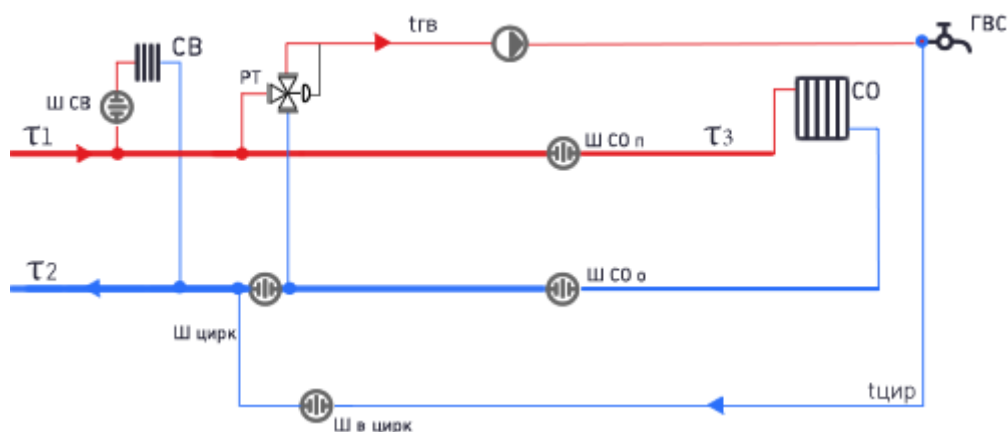 tгв
ГВС
СВ
РТ
Ш СВ
СО
τ1
Ш СО п
τ3
τ2
Ш СО о
Ш цирк
tцир
Ш в цирк